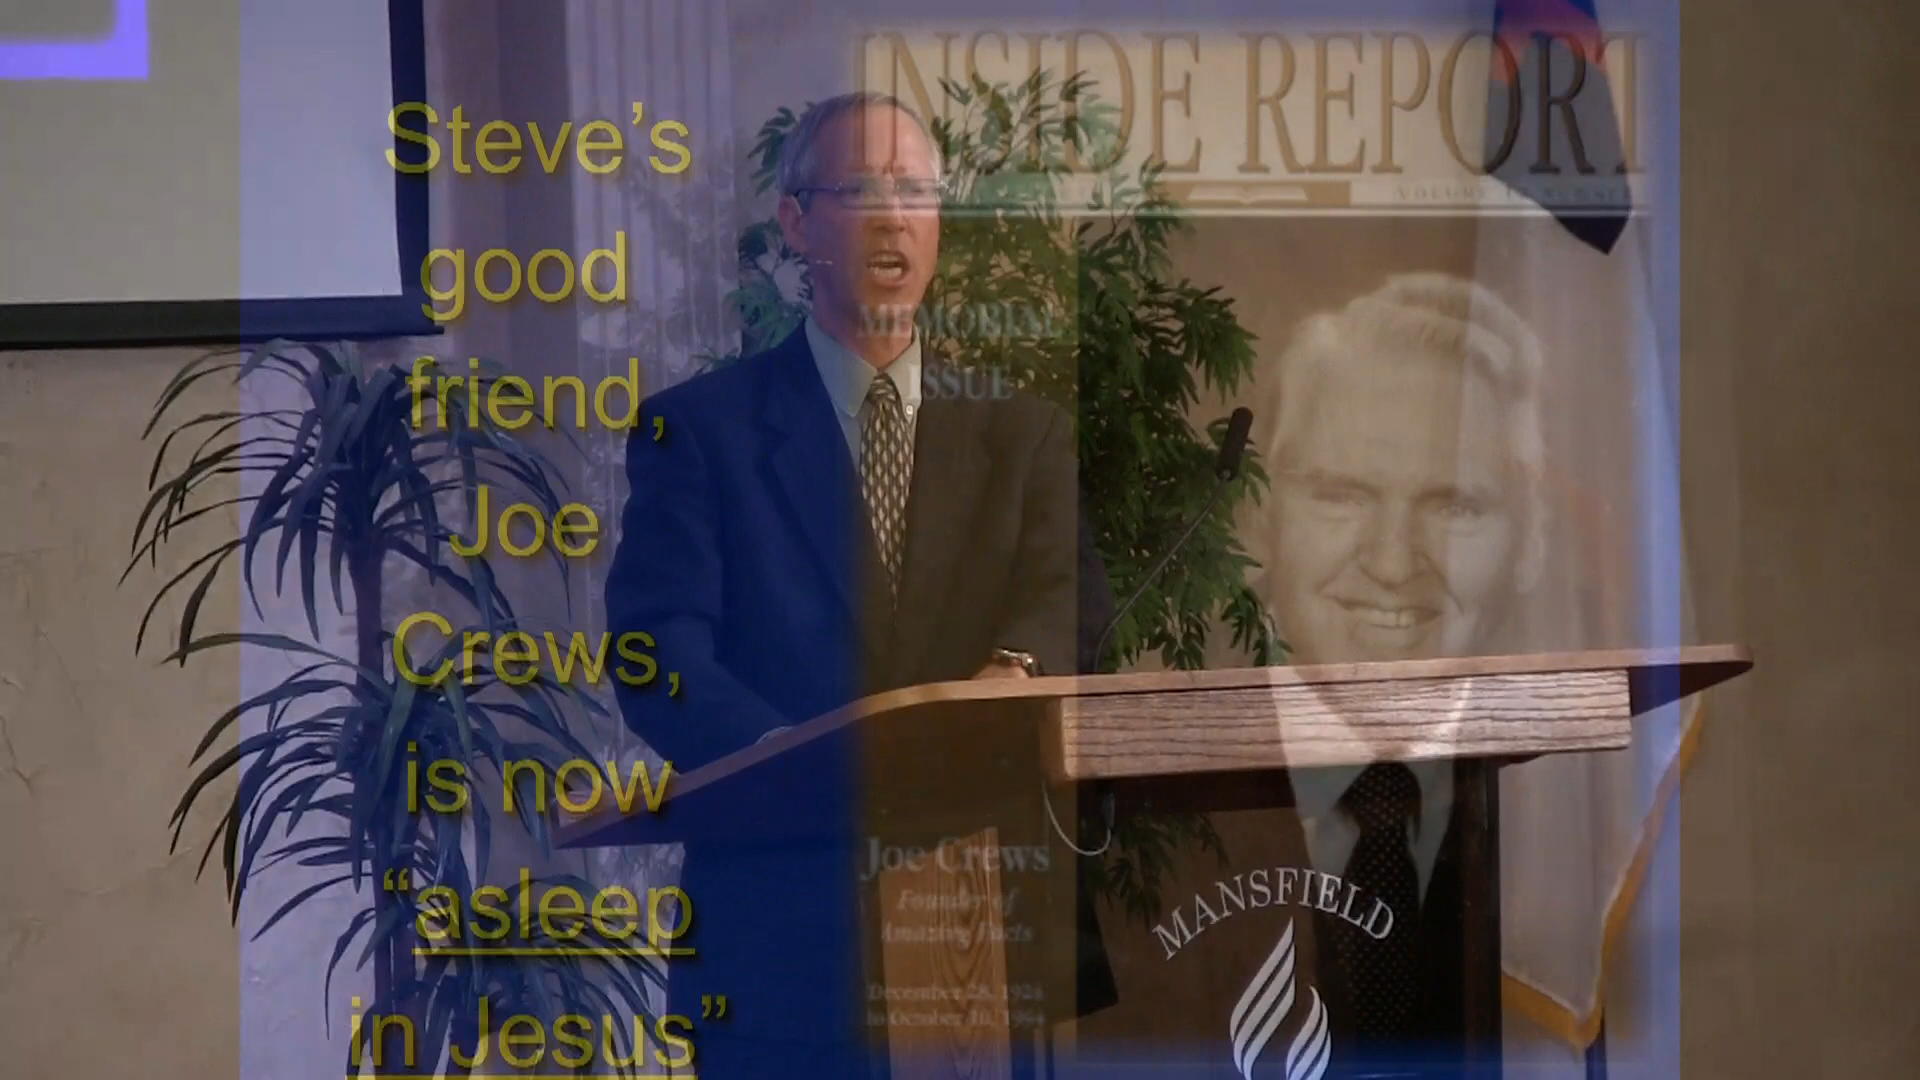 Steve’s
good
friend,
Joe
Crews,
is now
“asleep
in Jesus”
INSIDE REPORT
MEMORIAL
ISSUE
Joe Crews
Founder of
Amazing Facts
December 28, 1924
to October 10, 1994
MANSFIELD